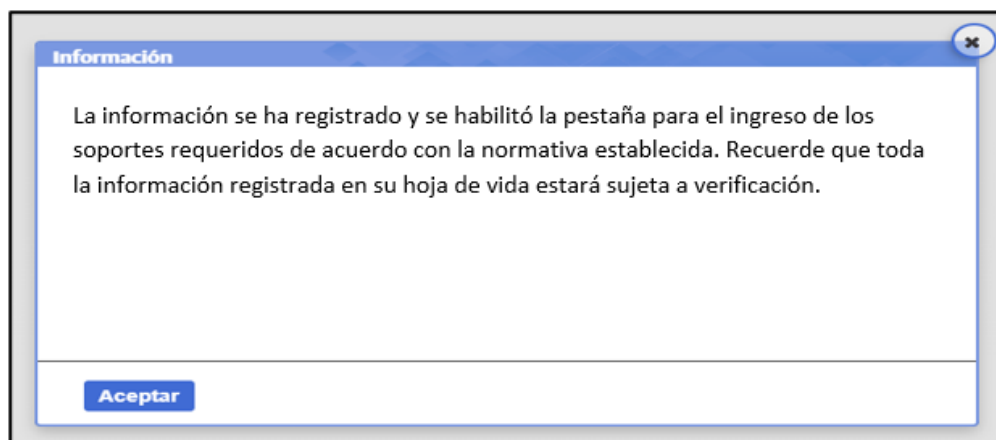 Información
La información se ha registrado y se habilitó la pestaña para el ingreso de los
soportes requeridos de acuerdo con la normativa establecida. Recuerde que toda
la información registrada en su hoja de vida estará sujeta a verificación.
Aceptar